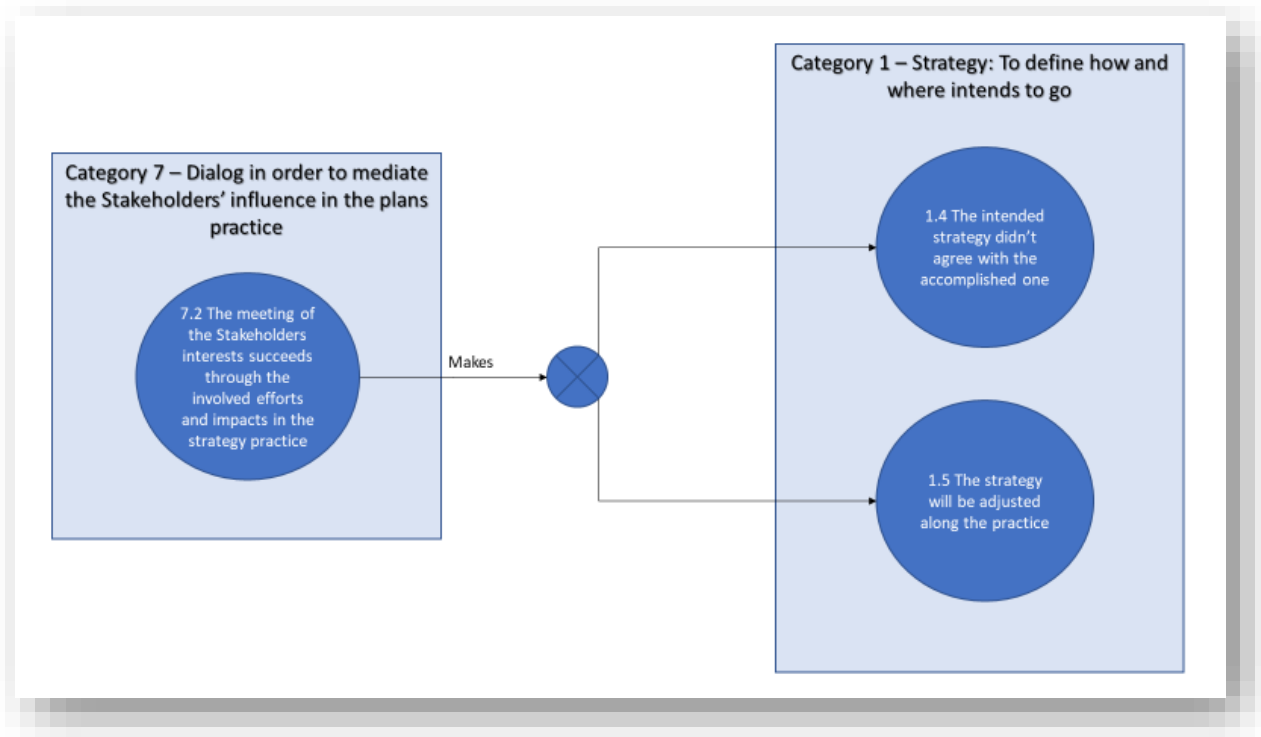 Category 7 – Dialog in order to mediate
the Stakeholders' influence in the plans
practice
7.2 The meeting of
the Stakeholders
interests succeeds
through the
involved efforts
and impacts in the
strategy practice
Makes
Category 1 – Strategy: To define how and
where intends to go
1.4 The intended
strategy didn't
agree with the
accomplished one
1.5 The strategy
will be adjusted
along the practice